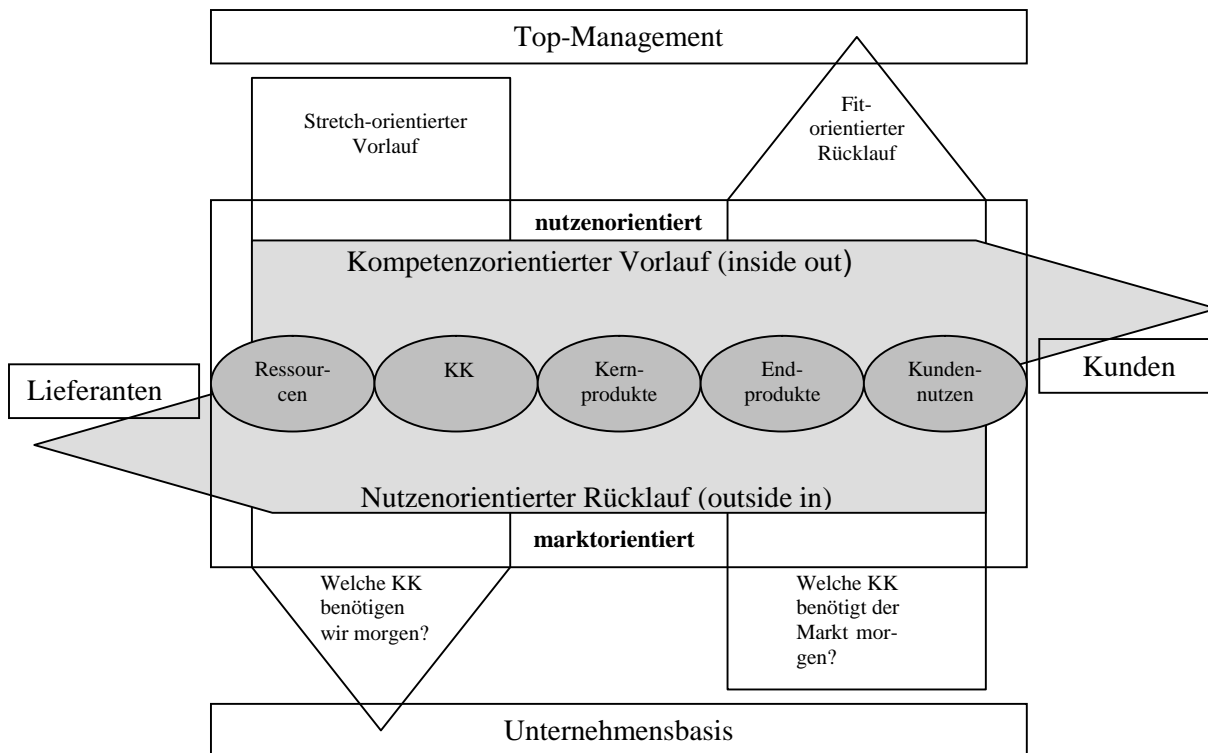 Top-Management
Stretch-orientierter
Vorlauf
Fit-
orientierter
Rücklauf
nutzenorientiert
Kompetenzorientierter Vorlauf (inside out)
Lieferanten
Ressour-
cen
KK
Kern-
produkte
End-
produkte
Kunden-
nutzen
Kunden
Nutzenorientierter Rücklauf (outside in)
marktorientiert
Welche KK
benötigen
wir morgen?
Welche KK
benötigt der
Markt mor-
gen?
Unternehmensbasis